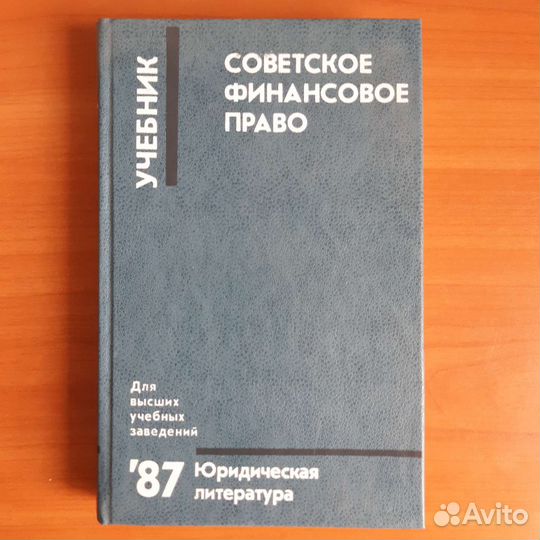 УЧЕБНИК
СОВЕТСКОЕ
ФИНАНСОВОЕ
ПРАВО
Для
высших
учебных
заведений
'87 Юридическая
литература
Avito